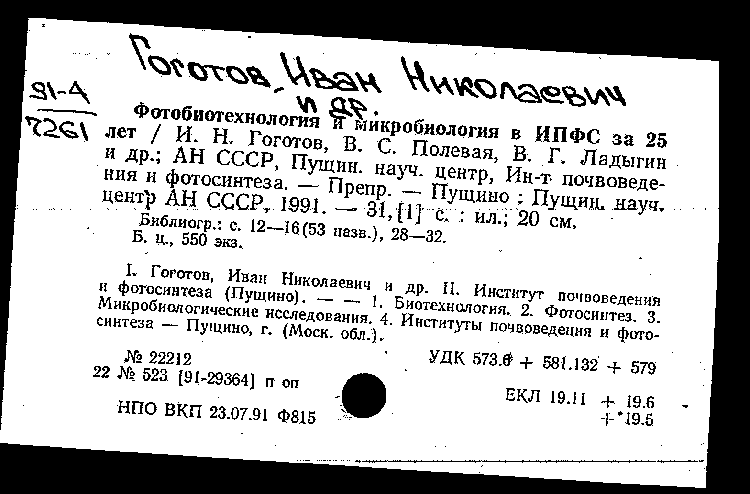 Гоготов, Иван Николаевич
и др.
91-4
7261
Фотобиотехнология и микробиология в ИПФС за 25
лет / И. Н. Гоготов, В. С. Полевая, В. Г. Ладыгин
и др.; АН СССР, Пущин. науч. центр, Ин-т почвоведе-
ния и фотосинтеза. — Препр. — Пущино : Пущин. науч.
центр АН СССР, 1991. — 31,[1] с. : ил.; 20 см.
Библиогр.: с. 12—16(53 назв.), 28—32.
Б. ц., 550 экз.
I. Гоготов, Иван Николаевич и др. II. Институт почвоведения
и фотосинтеза (Пущино). — — 1. Биотехнология. 2. Фотосинтез. 3.
Микробиологические исследования. 4. Институты почвоведения и фото-
синтеза — Пущино, г. (Моск. обл.).
№ 22212
УДК 573.6 + 581.132 + 579
22 № 523 [91-29364] п оп
ЕКЛ 19.11 + 19.6
НПО ВКП 23.07.91 Ф815
+ 19.5